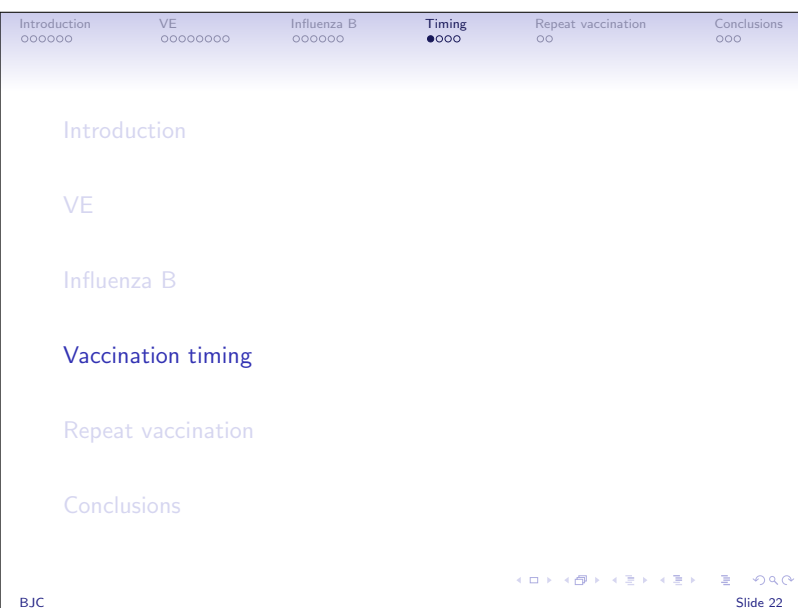 Introduction VE Influenza B Timing Repeat vaccination Conclusions
Introduction
VE
Influenza B
Vaccination timing
Repeat vaccination
Conclusions
BJC Slide 22